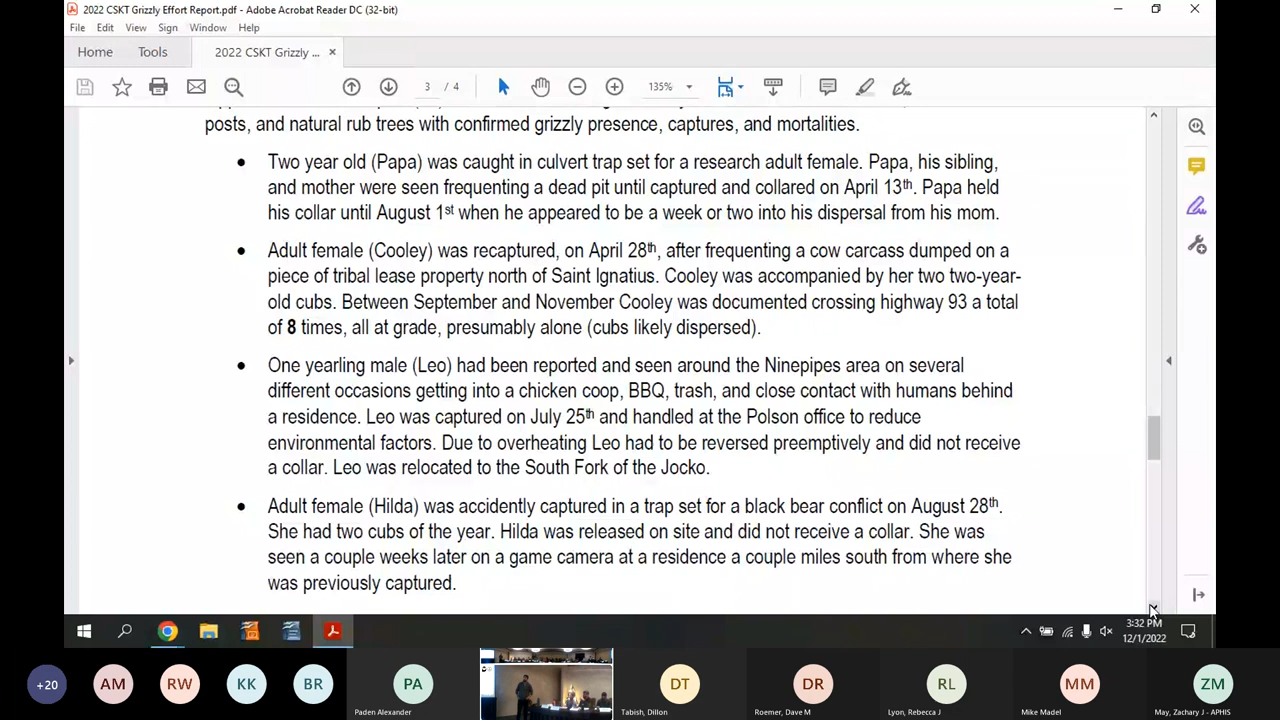 2022 CSKT Grizzly Effort Report.pdf - Adobe Acrobat Reader DC (32-bit)
File Edit View Sign Window Help
Home Tools 2022 CSKT Grizzly ... ×
3 / 4 135%
posts, and natural rub trees with confirmed grizzly presence, captures, and mortalities.
• Two year old (Papa) was caught in culvert trap set for a research adult female. Papa, his sibling,
and mother were seen frequenting a dead pit until captured and collared on April 13th. Papa held
his collar until August 1st when he appeared to be a week or two into his dispersal from his mom.
• Adult female (Cooley) was recaptured, on April 28th, after frequenting a cow carcass dumped on a
piece of tribal lease property north of Saint Ignatius. Cooley was accompanied by her two two-year-
old cubs. Between September and November Cooley was documented crossing highway 93 a total
of 8 times, all at grade, presumably alone (cubs likely dispersed).
• One yearling male (Leo) had been reported and seen around the Ninepipes area on several
different occasions getting into a chicken coop, BBQ, trash, and close contact with humans behind
a residence. Leo was captured on July 25th and handled at the Polson office to reduce
environmental factors. Due to overheating Leo had to be reversed preemptively and did not receive
a collar. Leo was relocated to the South Fork of the Jocko.
• Adult female (Hilda) was accidently captured in a trap set for a black bear conflict on August 28th.
She had two cubs of the year. Hilda was released on site and did not receive a collar. She was
seen a couple weeks later on a game camera at a residence a couple miles south from where she
was previously captured.
3:32 PM
12/1/2022
+20 AM RW KK BR PA DT DR RL MM ZM
Paden Alexander Tabish, Dillon Roemer, Dave M Lyon, Rebecca J Mike Madel May, Zachary J - APHIS